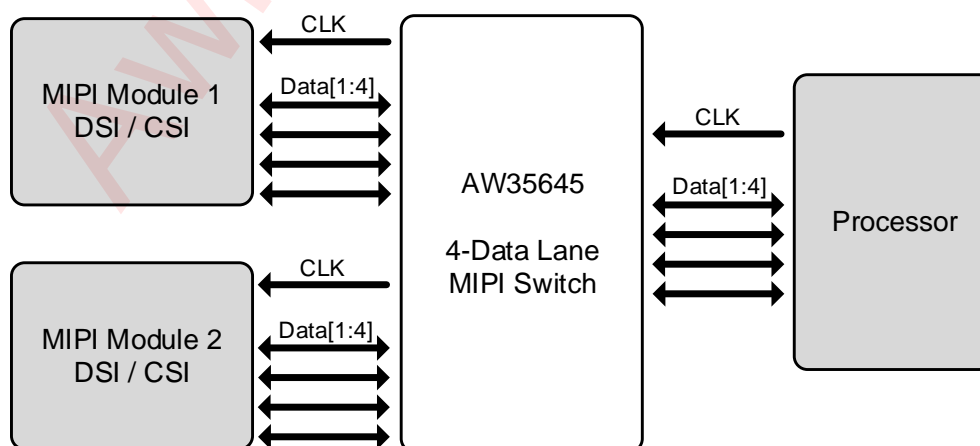 CLK
MIPI Module 1
DSI / CSI
Data[1:4]
CLK
Data[1:4]
AW35645
4-Data Lane
MIPI Switch
Processor
CLK
MIPI Module 2
DSI / CSI
Data[1:4]